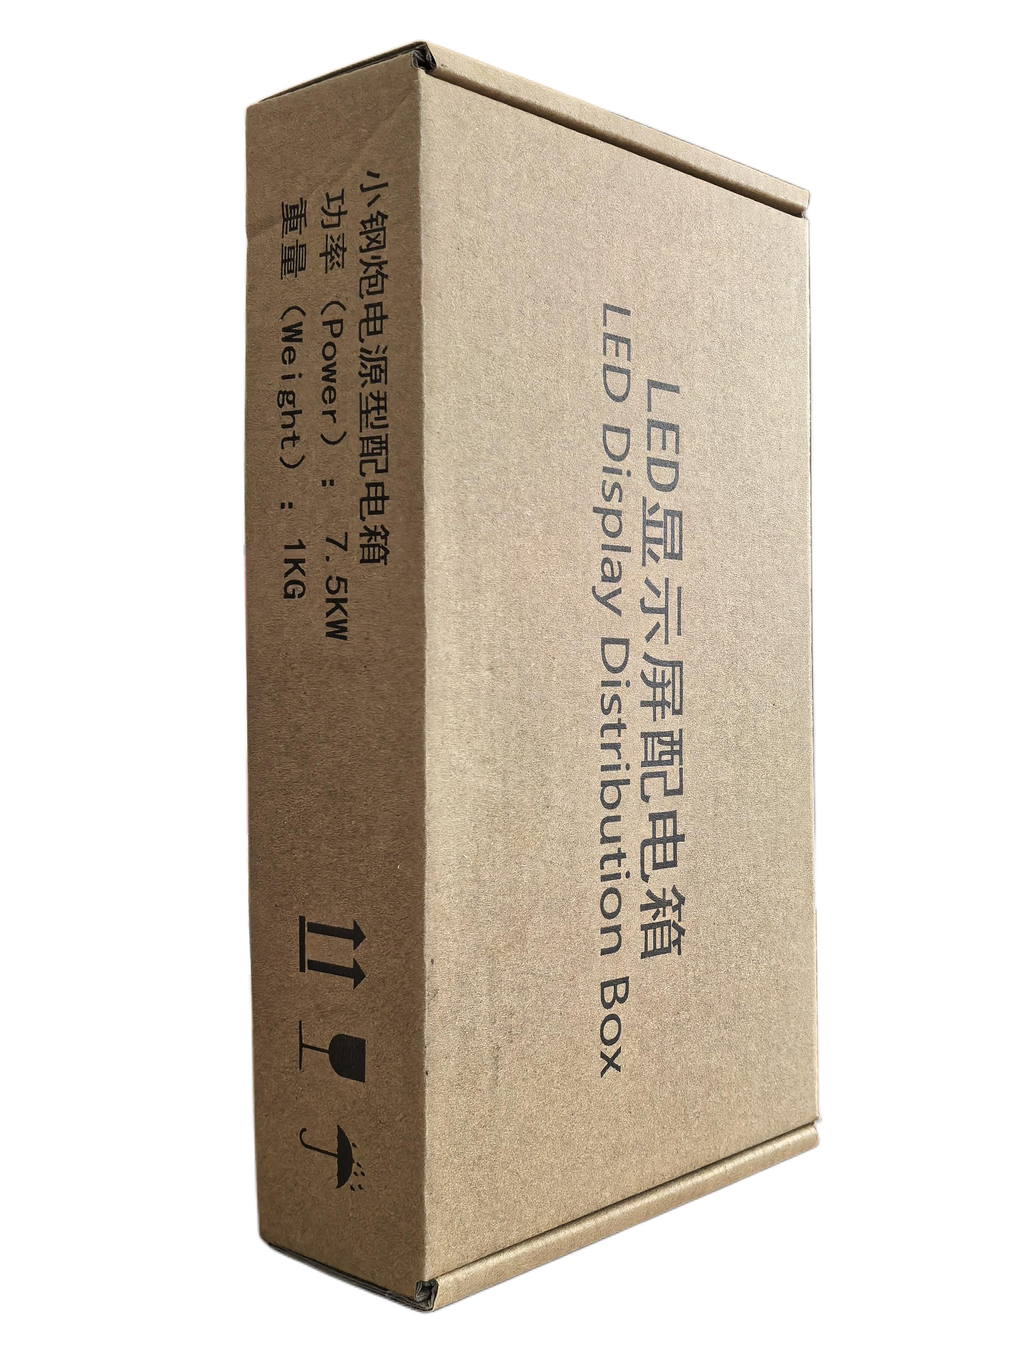 小钢炮电源型配电箱
功率（Power）: 7.5KW
重量（Weight）: 1KG
LED显示屏配电箱
LED Display Distribution Box